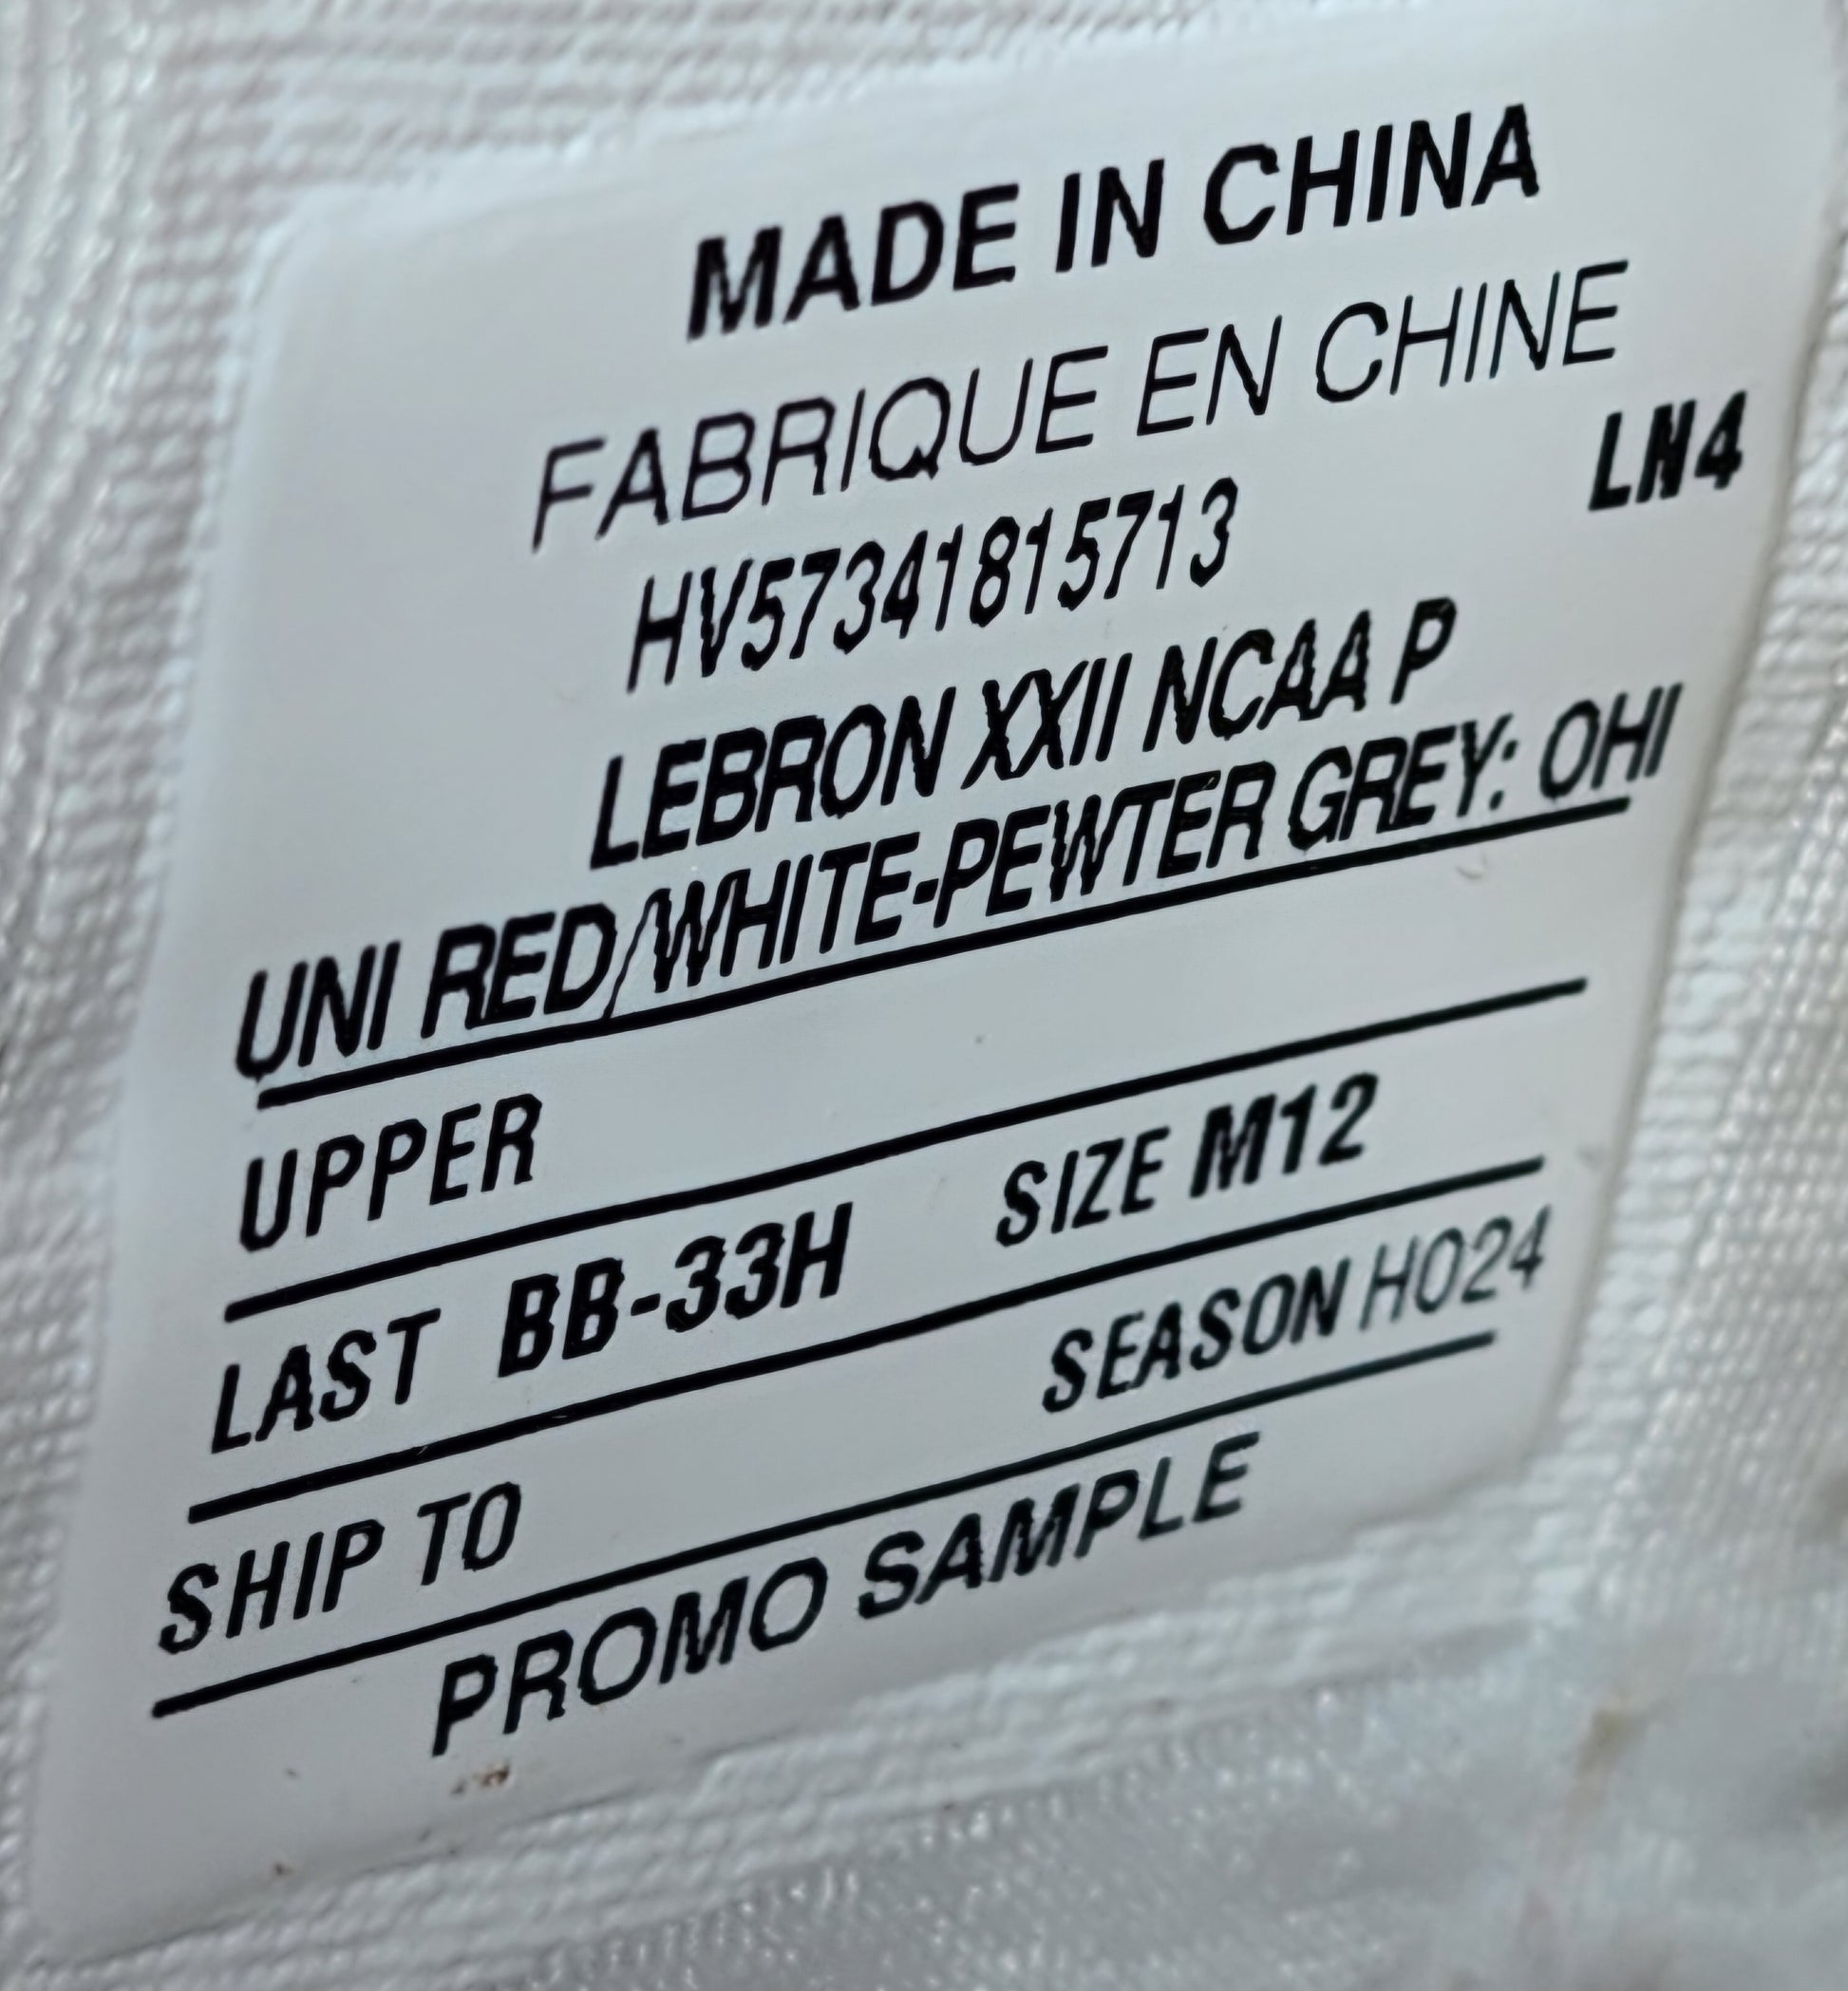 MADE IN CHINA
FABRIQUE EN CHINE
LN4
HV57341815713
LEBRON XXII NCAA P
UNI RED/WHITE-PEWTER GREY: OHI
UPPER
LAST BB-33H SIZE M12
SHIP TO SEASON HO24
PROMO SAMPLE